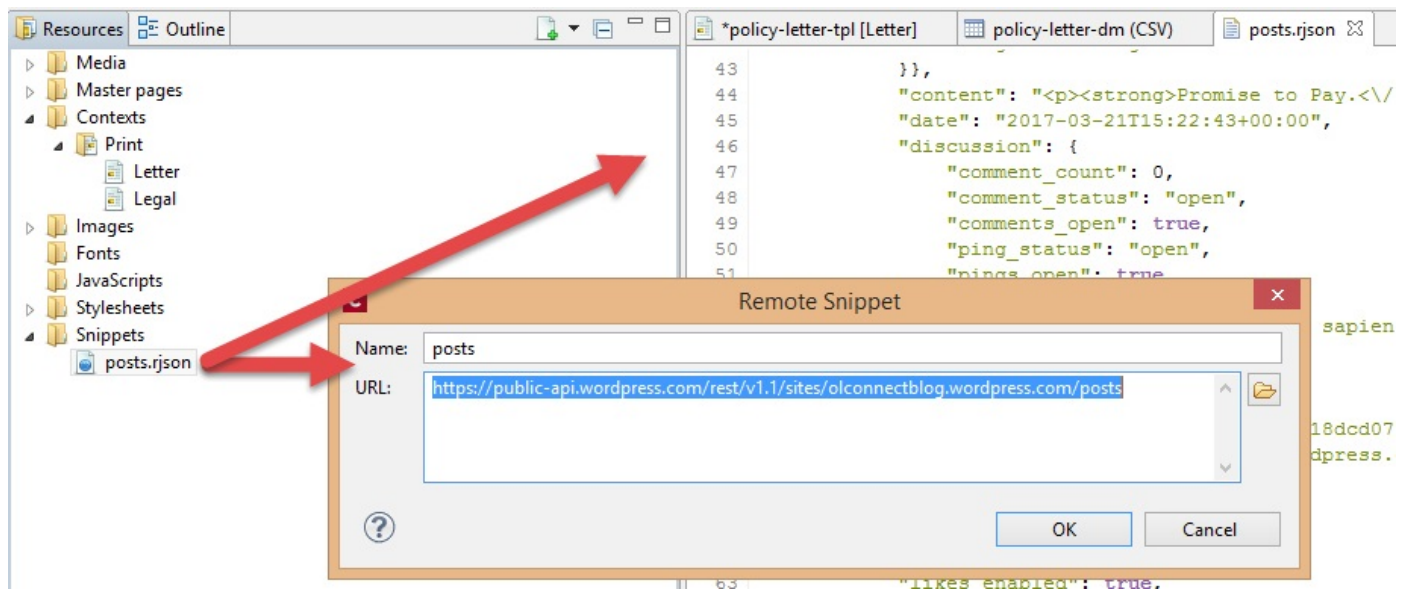 Resources Outline
Media
Master pages
Contexts
Print
Letter
Legal
Images
Fonts
JavaScripts
Stylesheets
Snippets
posts.rjson
*policy-letter-tpl [Letter] policy-letter-dm (CSV) posts.rjson
43 }},
44 "content": "<p><strong>Promise to Pay.<\/
45 "date": "2017-03-21T15:22:43+00:00",
46 "discussion": {
47 "comment_count": 0,
48 "comment_status": "open",
49 "comments_open": true,
50 "ping_status": "open",
51 "pings_open": true
sapien
18dcd07
dpress.
63 "likes_enabled": true,
Remote Snippet
Name: posts
URL: https://public-api.wordpress.com/rest/v1.1/sites/olconnectblog.wordpress.com/posts
?
OK Cancel